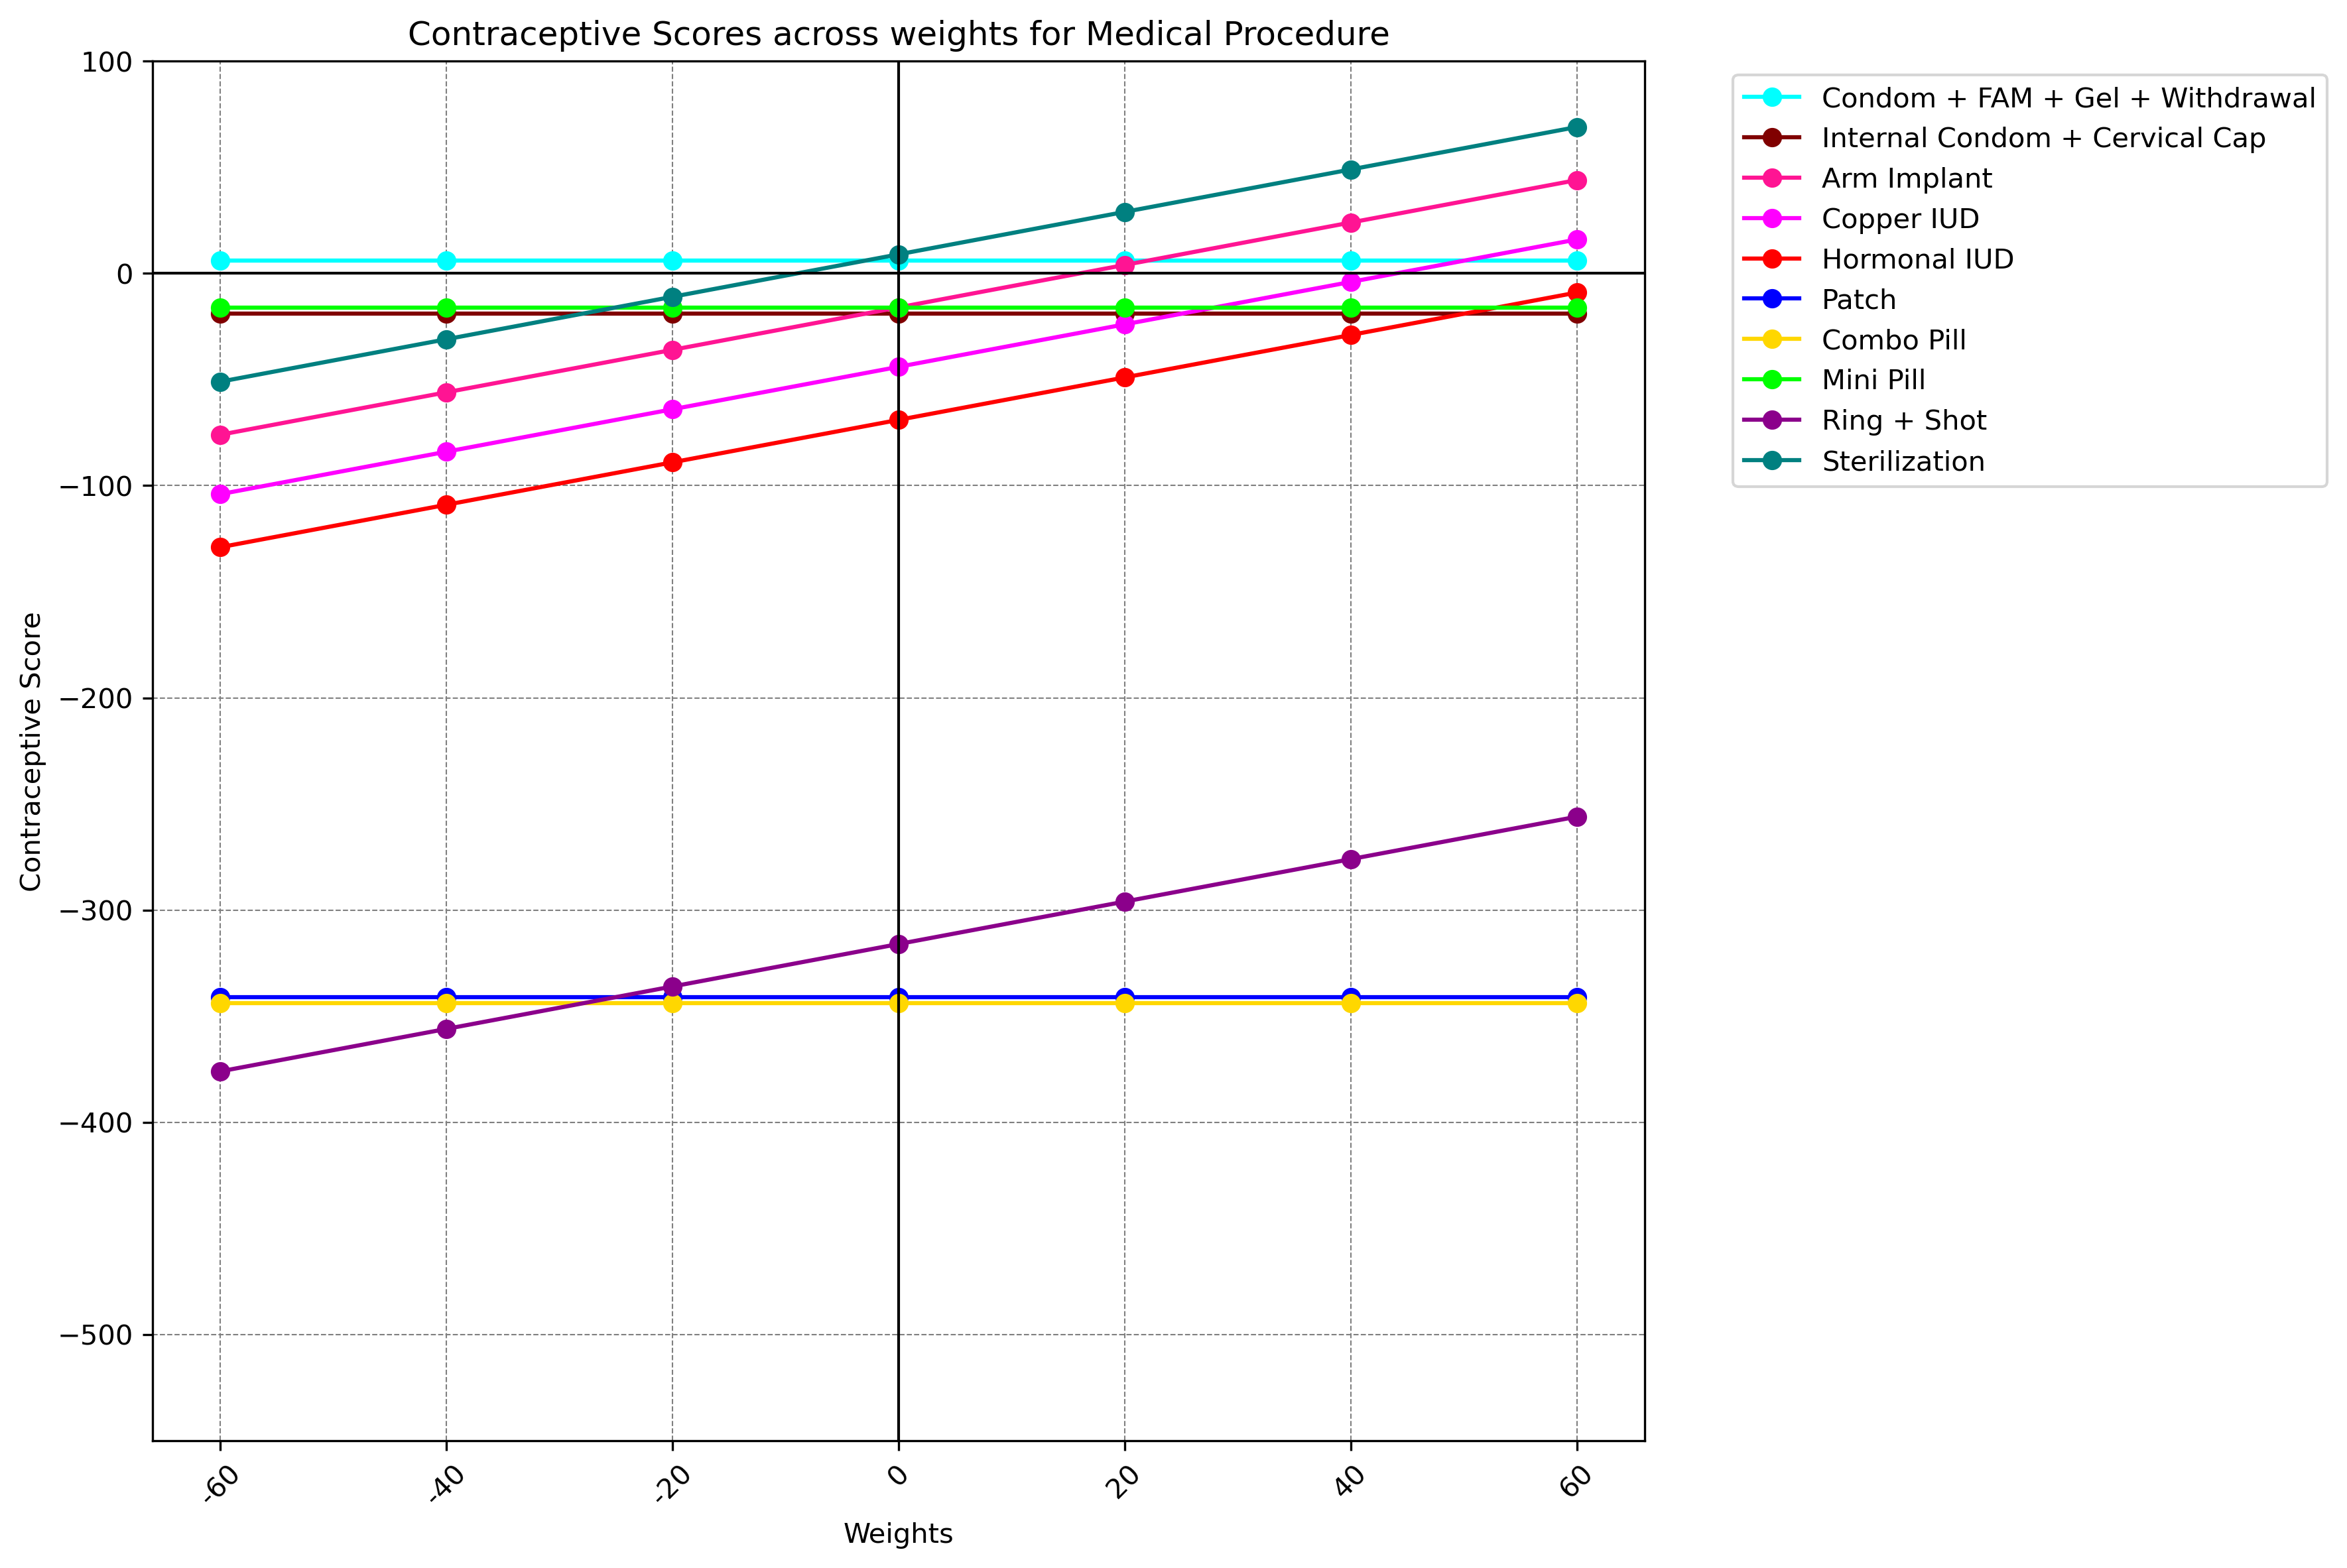 Contraceptive Scores across weights for Medical Procedure
100
0
−100
−200
−300
−400
−500
Contraceptive Score
-60
-40
-20
0
20
40
60
Weights
Condom + FAM + Gel + Withdrawal
Internal Condom + Cervical Cap
Arm Implant
Copper IUD
Hormonal IUD
Patch
Combo Pill
Mini Pill
Ring + Shot
Sterilization